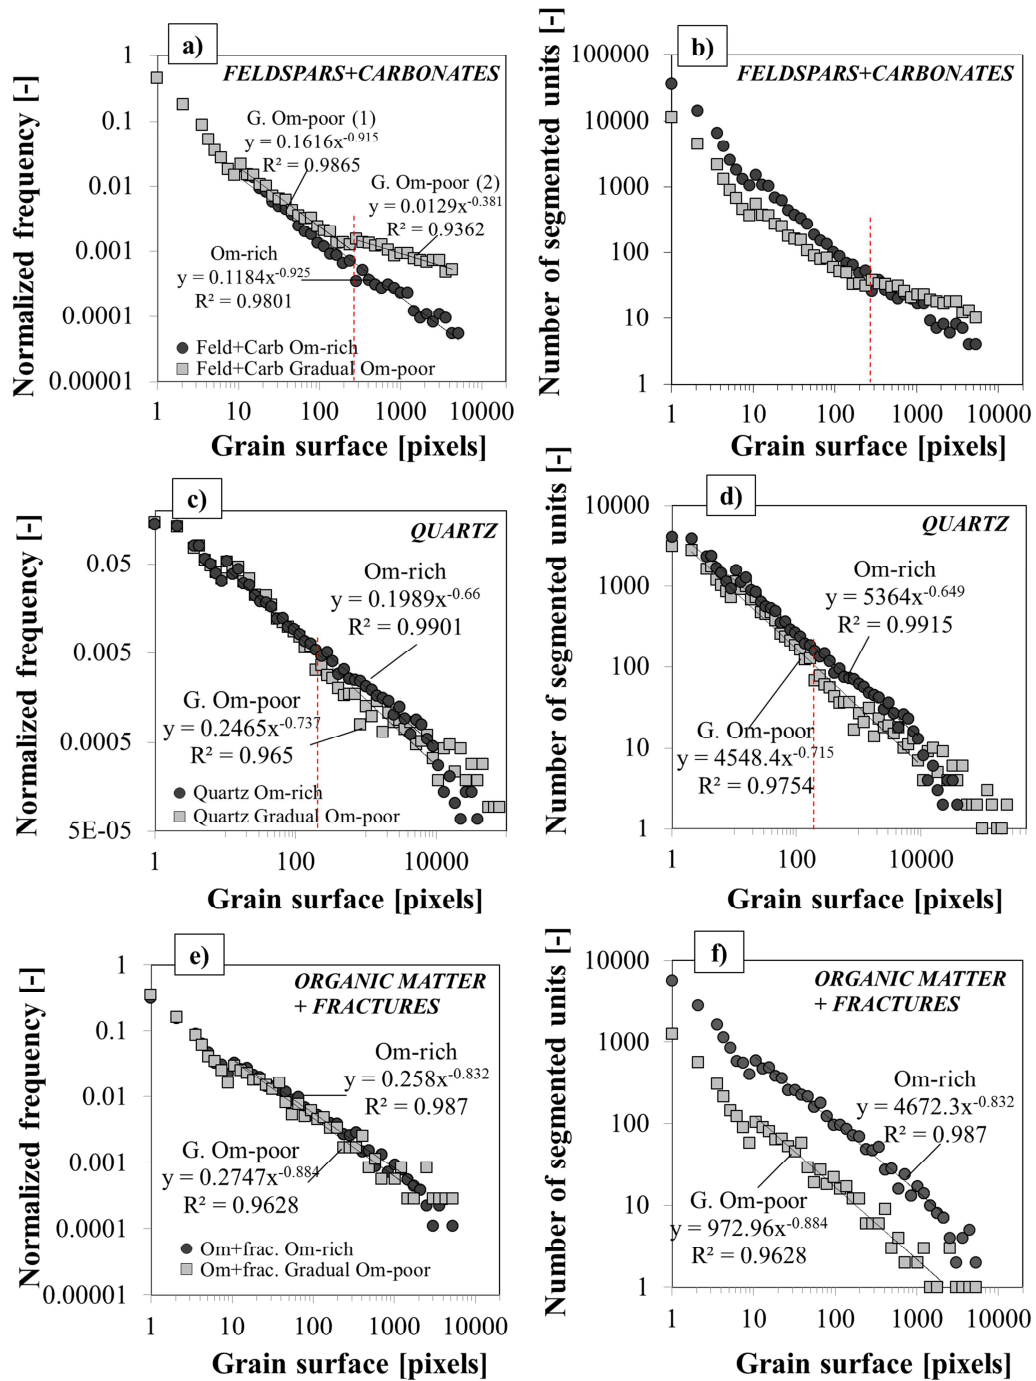 a)
FELDSPARS+CARBONATES
Normalized frequency [-]
1
0.1
0.01
0.001
0.0001
0.00001
G. Om-poor (1)
y = 0.1616x^-0.915
R² = 0.9865
G. Om-poor (2)
y = 0.0129x^-0.381
R² = 0.9362
Om-rich
y = 0.1184x^-0.925
R² = 0.9801
Feld+Carb Om-rich
Feld+Carb Gradual Om-poor
1 10 100 1000 10000
Grain surface [pixels]
b)
FELDSPARS+CARBONATES
Number of segmented units [-]
100000
10000
1000
100
10
1
1 10 100 1000 10000
Grain surface [pixels]
c)
QUARTZ
Normalized frequency [-]
0.05
0.005
0.0005
5E-05
Om-rich
y = 0.1989x^-0.66
R² = 0.9901
G. Om-poor
y = 0.2465x^-0.737
R² = 0.965
Quartz Om-rich
Quartz Gradual Om-poor
1 100 10000
Grain surface [pixels]
d)
QUARTZ
Number of segmented units [-]
10000
1000
100
10
1
Om-rich
y = 5364x^-0.649
R² = 0.9915
G. Om-poor
y = 4548.4x^-0.715
R² = 0.9754
1 100 10000
Grain surface [pixels]
e)
ORGANIC MATTER
+ FRACTURES
Normalized frequency [-]
1
0.1
0.01
0.001
0.0001
0.00001
Om-rich
y = 0.258x^-0.832
R² = 0.987
G. Om-poor
y = 0.2747x^-0.884
R² = 0.9628
Om+frac. Om-rich
Om+frac. Gradual Om-poor
1 10 100 1000 10000
Grain surface [pixels]
f)
ORGANIC MATTER
+ FRACTURES
Number of segmented units [-]
10000
1000
100
10
1
Om-rich
y = 4672.3x^-0.832
R² = 0.987
G. Om-poor
y = 972.96x^-0.884
R² = 0.9628
1 10 100 1000 10000
Grain surface [pixels]